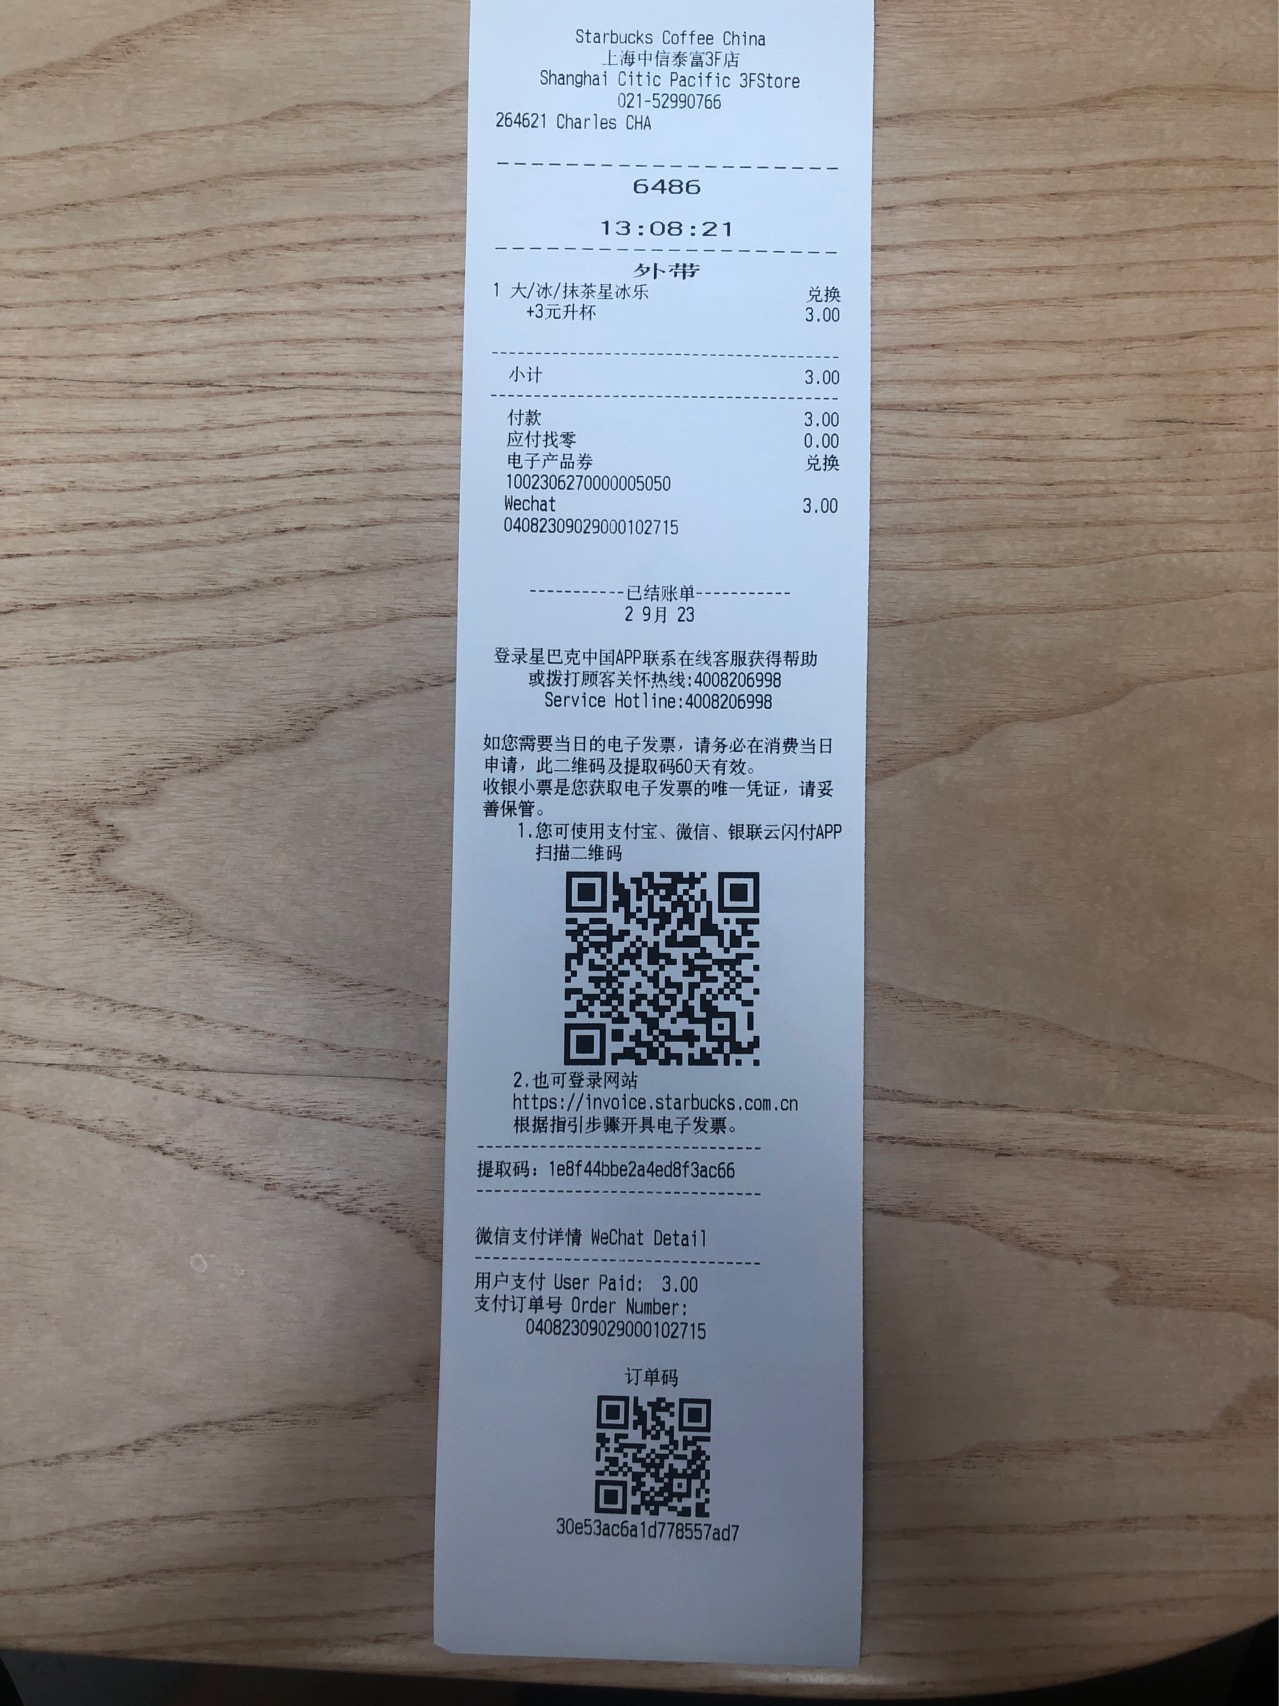 Starbucks Coffee China
上海中信泰富3F店
Shanghai Citic Pacific 3FStore
021-52990766
264621 Charles CHA
6486
13:08:21
外带
1 大/冰/抹茶星冰乐 兑换
+3元升杯 3.00
小计 3.00
付款 3.00
应付找零 0.00
电子产品券 兑换
1002306270000005050
Wechat 3.00
04082309029000102715
-----------已结账单-----------
2 9月 23
登录星巴克中国APP联系在线客服获得帮助
或拨打顾客关怀热线:4008206998
Service Hotline:4008206998
如您需要当日的电子发票，请务必在消费当日
申请，此二维码及提取码60天有效。
收银小票是您获取电子发票的唯一凭证，请妥
善保管。
1.您可使用支付宝、微信、银联云闪付APP
扫描二维码
2.也可登录网站
https://invoice.starbucks.com.cn
根据指引步骤开具电子发票。
提取码：1e8f44bbe2a4ed8f3ac66
微信支付详情 WeChat Detail
用户支付 User Paid: 3.00
支付订单号 Order Number:
04082309029000102715
订单码
30e53ac6a1d778557ad7